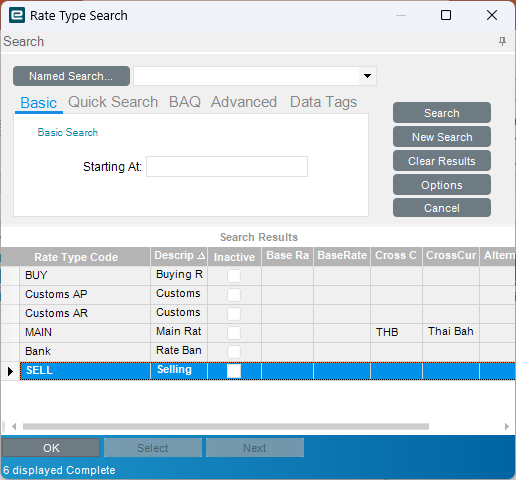 Rate Type Search
Search
Named Search...
Basic Quick Search BAQ Advanced Data Tags
Basic Search
Starting At:
Search
New Search
Clear Results
Options
Cancel
Search Results
Rate Type Code Descrip Inactive Base Ra BaseRate Cross C CrossCur Altern
BUY Buying R
Customs AP Customs
Customs AR Customs
MAIN Main Rat THB Thai Bah
Bank Rate Ban
SELL Selling
OK Select Next
6 displayed Complete